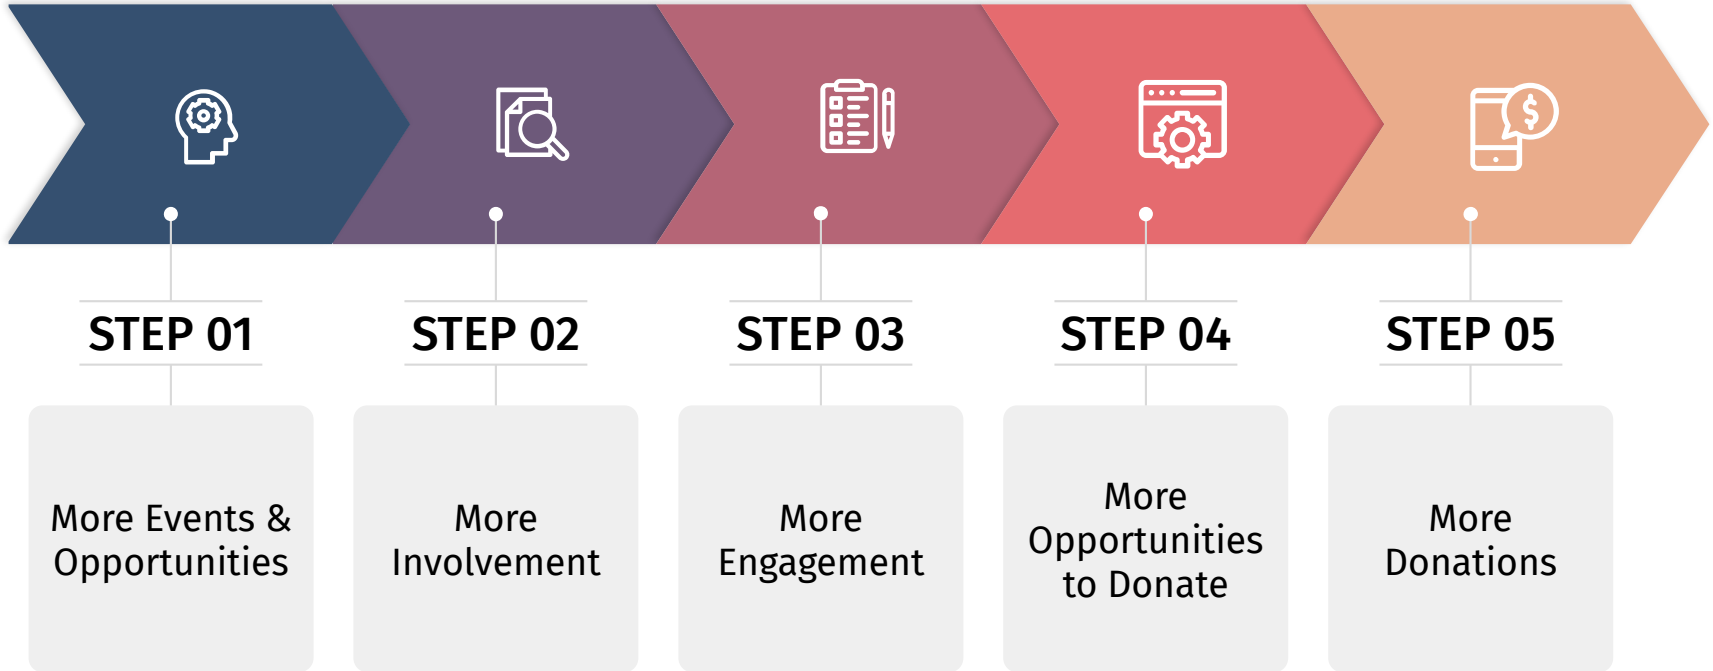 $
STEP 01
STEP 02
STEP 03
STEP 04
STEP 05
More Events &
Opportunities
More
Involvement
More
Engagement
More
Opportunities
to Donate
More
Donations